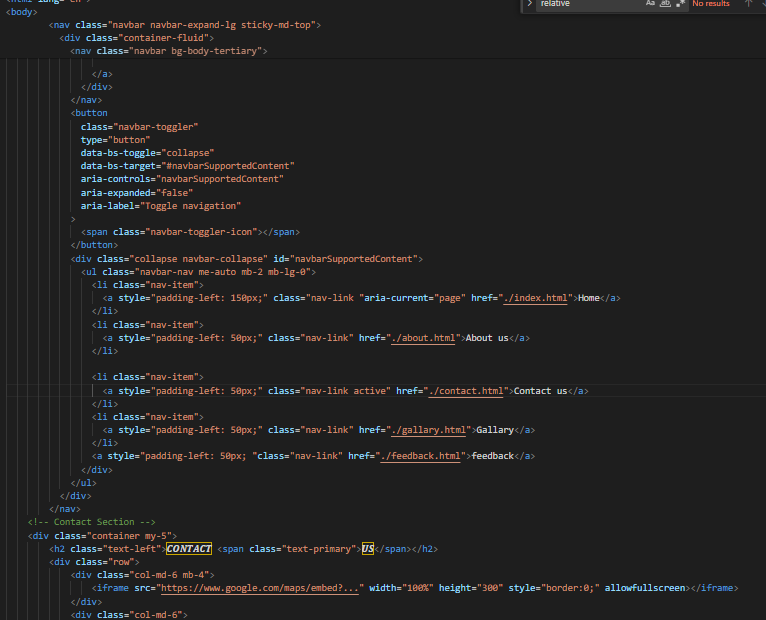 <html lang="en">
relative
Aa ab No results
<body>
<nav class="navbar navbar-expand-lg sticky-md-top">
<div class="container-fluid">
<nav class="navbar bg-body-tertiary">
</a>
</div>
</nav>
<button
class="navbar-toggler"
type="button"
data-bs-toggle="collapse"
data-bs-target="#navbarSupportedContent"
aria-controls="navbarSupportedContent"
aria-expanded="false"
aria-label="Toggle navigation"
>
<span class="navbar-toggler-icon"></span>
</button>
<div class="collapse navbar-collapse" id="navbarSupportedContent">
<ul class="navbar-nav me-auto mb-2 mb-lg-0">
<li class="nav-item">
<a style="padding-left: 150px;" class="nav-link "aria-current="page" href="./index.html">Home</a>
</li>
<li class="nav-item">
<a style="padding-left: 50px;" class="nav-link" href="./about.html">About us</a>
</li>
<li class="nav-item">
<a style="padding-left: 50px;" class="nav-link active" href="./contact.html">Contact us</a>
</li>
<li class="nav-item">
<a style="padding-left: 50px;" class="nav-link" href="./gallary.html">Gallary</a>
</li>
<a style="padding-left: 50px; "class="nav-link" href="./feedback.html">feedback</a>
</div>
</ul>
</div>
</nav>
<!-- Contact Section -->
<div class="container my-5">
<h2 class="text-left">CONTACT <span class="text-primary">US</span></h2>
<div class="row">
<div class="col-md-6 mb-4">
<iframe src="https://www.google.com/maps/embed?..." width="100%" height="300" style="border:0;" allowfullscreen></iframe>
</div>
<div class="col-md-6">